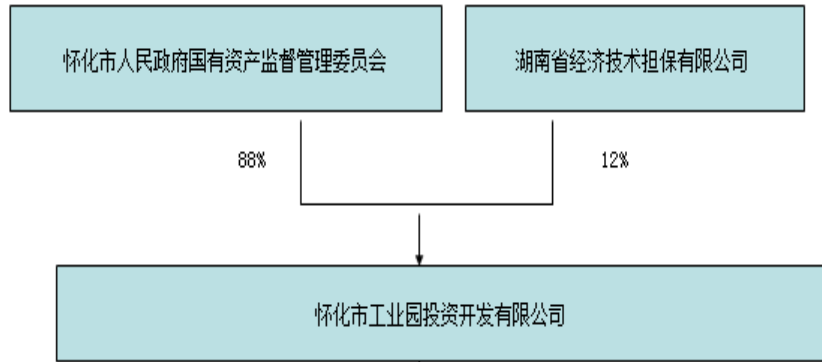 怀化市人民政府国有资产监督管理委员会
湖南省经济技术担保有限公司
88%
12%
怀化市工业园投资开发有限公司